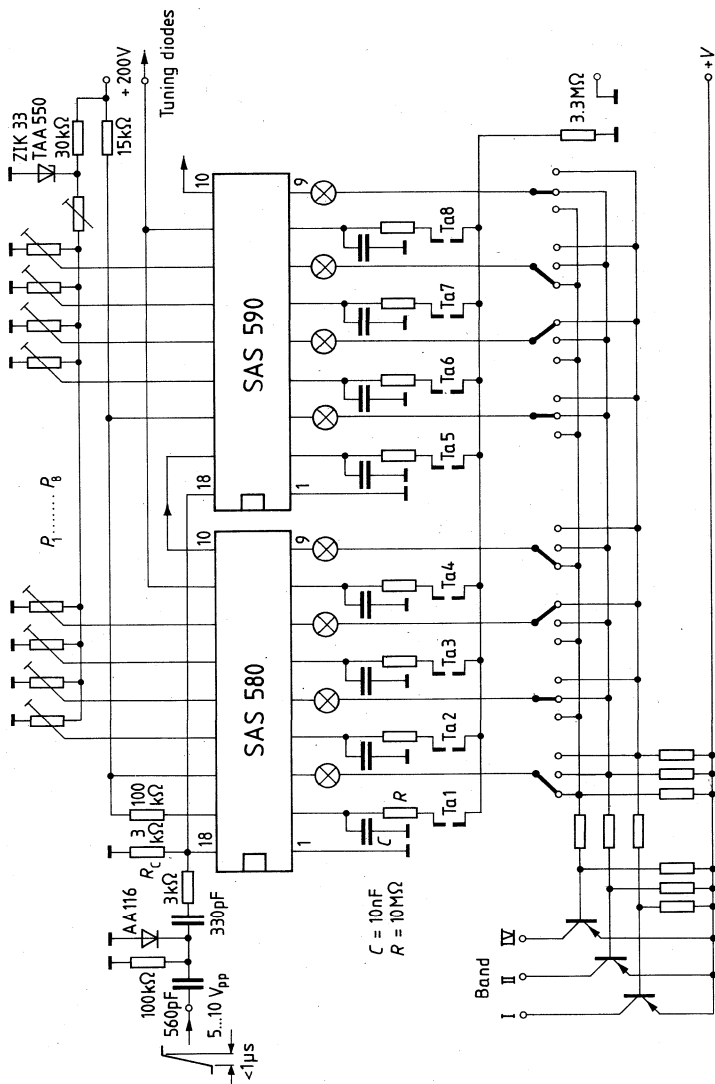 ZIK 33
TAA 550
30kΩ
+200V
15kΩ
Tuning diodes
P₁........ P₈
10
9
SAS 590
18
1
Ta8
Ta7
Ta6
Ta5
3.3MΩ
10
9
SAS 580
18
1
Ta4
Ta3
Ta2
Ta1
R
C
100
kΩ
3
kΩ
R_C
3kΩ
AA116
330pF
100kΩ
560pF
5...10 Vpp
<1µs
C = 10nF
R = 10MΩ
Band
I
II
IV
+V